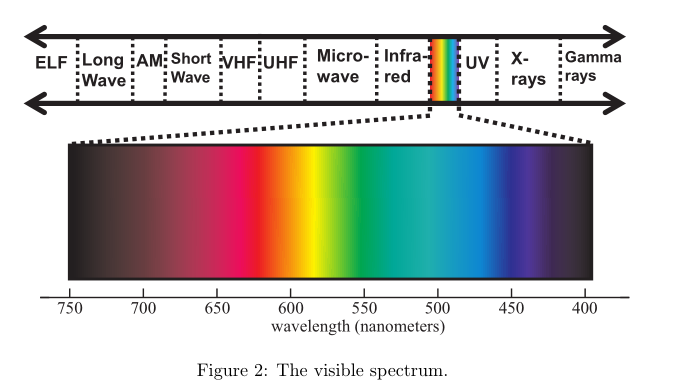 ELF Long Wave AM Short Wave VHF UHF Micro-wave Infra-red UV X-rays Gamma rays
750 700 650 600 550 500 450 400
wavelength (nanometers)
Figure 2: The visible spectrum.